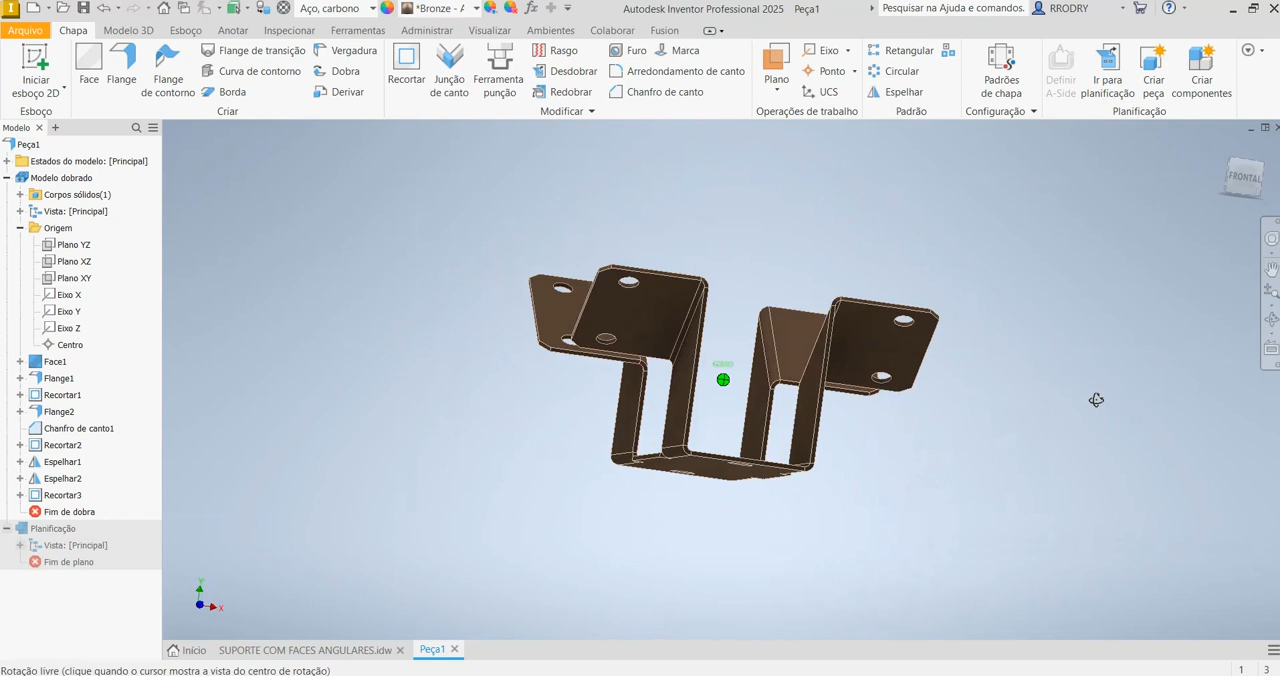 Aço, carbono
*Bronze - A
Autodesk Inventor Professional 2025
Peça1
Pesquisar na Ajuda e comandos.
RRODRY
Arquivo
Chapa
Modelo 3D
Esboço
Anotar
Inspecionar
Ferramentas
Administrar
Visualizar
Ambientes
Colaborar
Fusion
Iniciar
esboço 2D
Esboço
Face
Flange
Flange
de contorno
Flange de transição
Curva de contorno
Borda
Vergadura
Dobra
Derivar
Criar
Recortar
Junção
de canto
Ferramenta
punção
Rasgo
Desdobrar
Redobrar
Furo
Marca
Arredondamento de canto
Chanfro de canto
Modificar
Plano
Eixo
Ponto
UCS
Operações de trabalho
Retangular
Circular
Espelhar
Padrão
Padrões
de chapa
Configuração
Definir
A-Side
Ir para
planificação
Criar
peça
Criar
componentes
Planificação
Modelo
Peça1
Estados do modelo: [Principal]
Modelo dobrado
Corpos sólidos(1)
Vista: [Principal]
Origem
Plano YZ
Plano XZ
Plano XY
Eixo X
Eixo Y
Eixo Z
Centro
Face1
Flange1
Recortar1
Flange2
Chanfro de canto1
Recortar2
Espelhar1
Espelhar2
Recortar3
Fim de dobra
Planificação
Vista: [Principal]
Fim de plano
FRONTAL
Y
X
Início
SUPORTE COM FACES ANGULARES.idw
Peça1
Rotação livre (clique quando o cursor mostra a vista do centro de rotação)
1
3